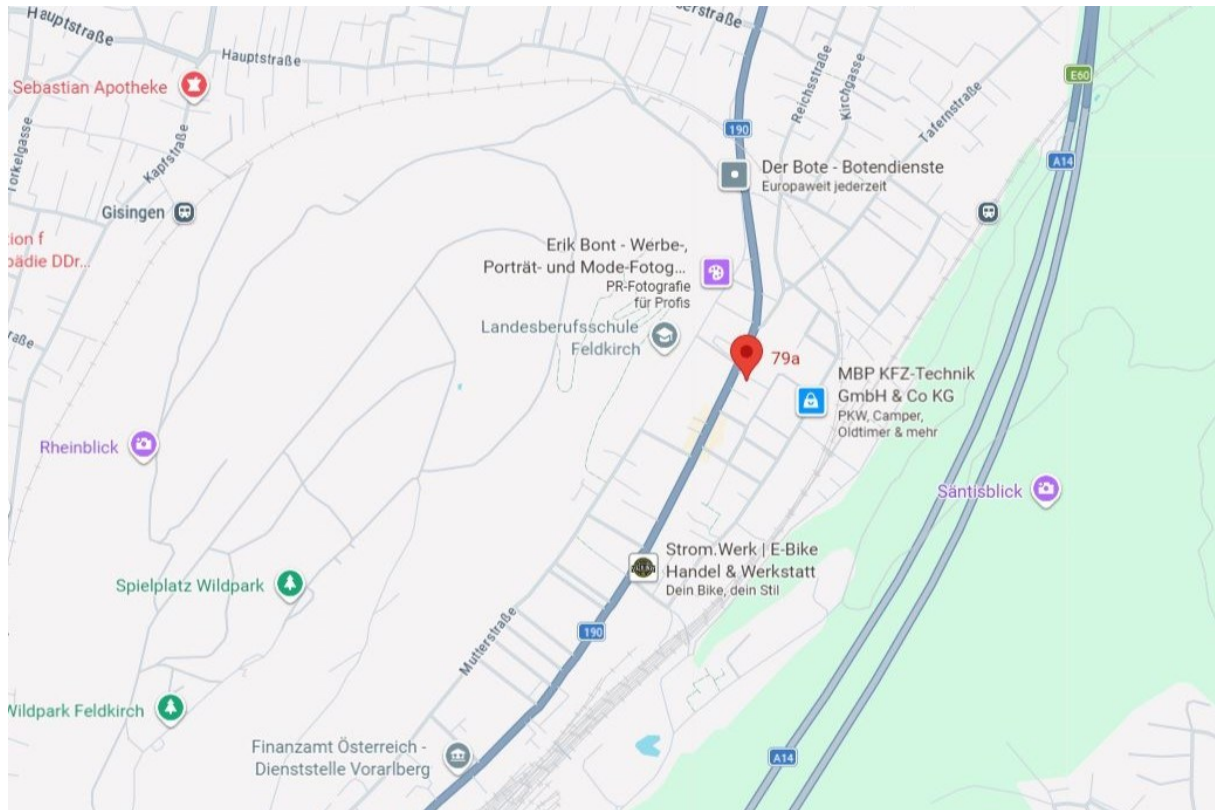 Hauptstraße
Hauptstraße
Sebastian Apotheke
Torkelgasse
Kapfstraße
Gisingen
190
Reichsstraße
Kirchgasse
Tafernstraße
E60
A14
Der Bote - Botendienste
Europaweit jederzeit
Erik Bont - Werbe-,
Porträt- und Mode-Fotog...
PR-Fotografie
für Profis
Landesberufsschule
Feldkirch
79a
MBP KFZ-Technik
GmbH & Co KG
PKW, Camper,
Oldtimer & mehr
Rheinblick
Säntisblick
Strom.Werk | E-Bike
Handel & Werkstatt
Dein Bike, dein Stil
Spielplatz Wildpark
190
Mutterstraße
Wildpark Feldkirch
Finanzamt Österreich -
Dienststelle Vorarlberg
A14